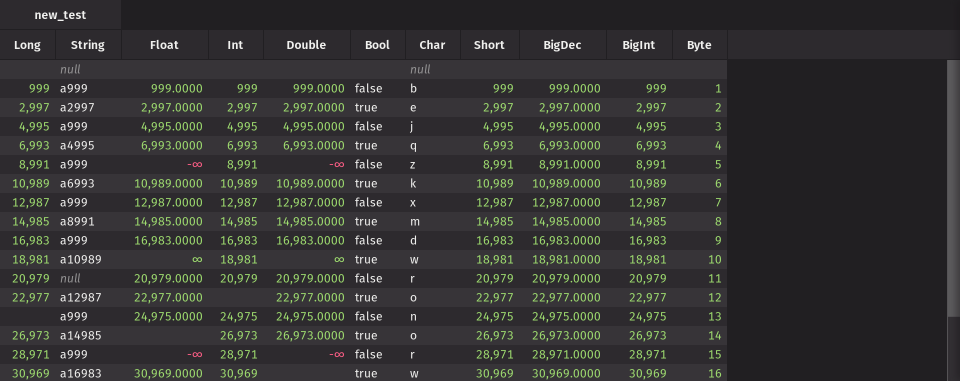 new_test
Long String Float Int Double Bool Char Short BigDec BigInt Byte
null null
999 a999 999.0000 999 999.0000 false b 999 999.0000 999 1
2,997 a2997 2,997.0000 2,997 2,997.0000 true e 2,997 2,997.0000 2,997 2
4,995 a999 4,995.0000 4,995 4,995.0000 false j 4,995 4,995.0000 4,995 3
6,993 a4995 6,993.0000 6,993 6,993.0000 true q 6,993 6,993.0000 6,993 4
8,991 a999 -∞ 8,991 -∞ false z 8,991 8,991.0000 8,991 5
10,989 a6993 10,989.0000 10,989 10,989.0000 true k 10,989 10,989.0000 10,989 6
12,987 a999 12,987.0000 12,987 12,987.0000 false x 12,987 12,987.0000 12,987 7
14,985 a8991 14,985.0000 14,985 14,985.0000 true m 14,985 14,985.0000 14,985 8
16,983 a999 16,983.0000 16,983 16,983.0000 false d 16,983 16,983.0000 16,983 9
18,981 a10989 ∞ 18,981 ∞ true w 18,981 18,981.0000 18,981 10
20,979 null 20,979.0000 20,979 20,979.0000 false r 20,979 20,979.0000 20,979 11
22,977 a12987 22,977.0000 22,977.0000 true o 22,977 22,977.0000 22,977 12
a999 24,975.0000 24,975 24,975.0000 false n 24,975 24,975.0000 24,975 13
26,973 a14985 26,973 26,973.0000 true o 26,973 26,973.0000 26,973 14
28,971 a999 -∞ 28,971 -∞ false r 28,971 28,971.0000 28,971 15
30,969 a16983 30,969.0000 30,969 true w 30,969 30,969.0000 30,969 16